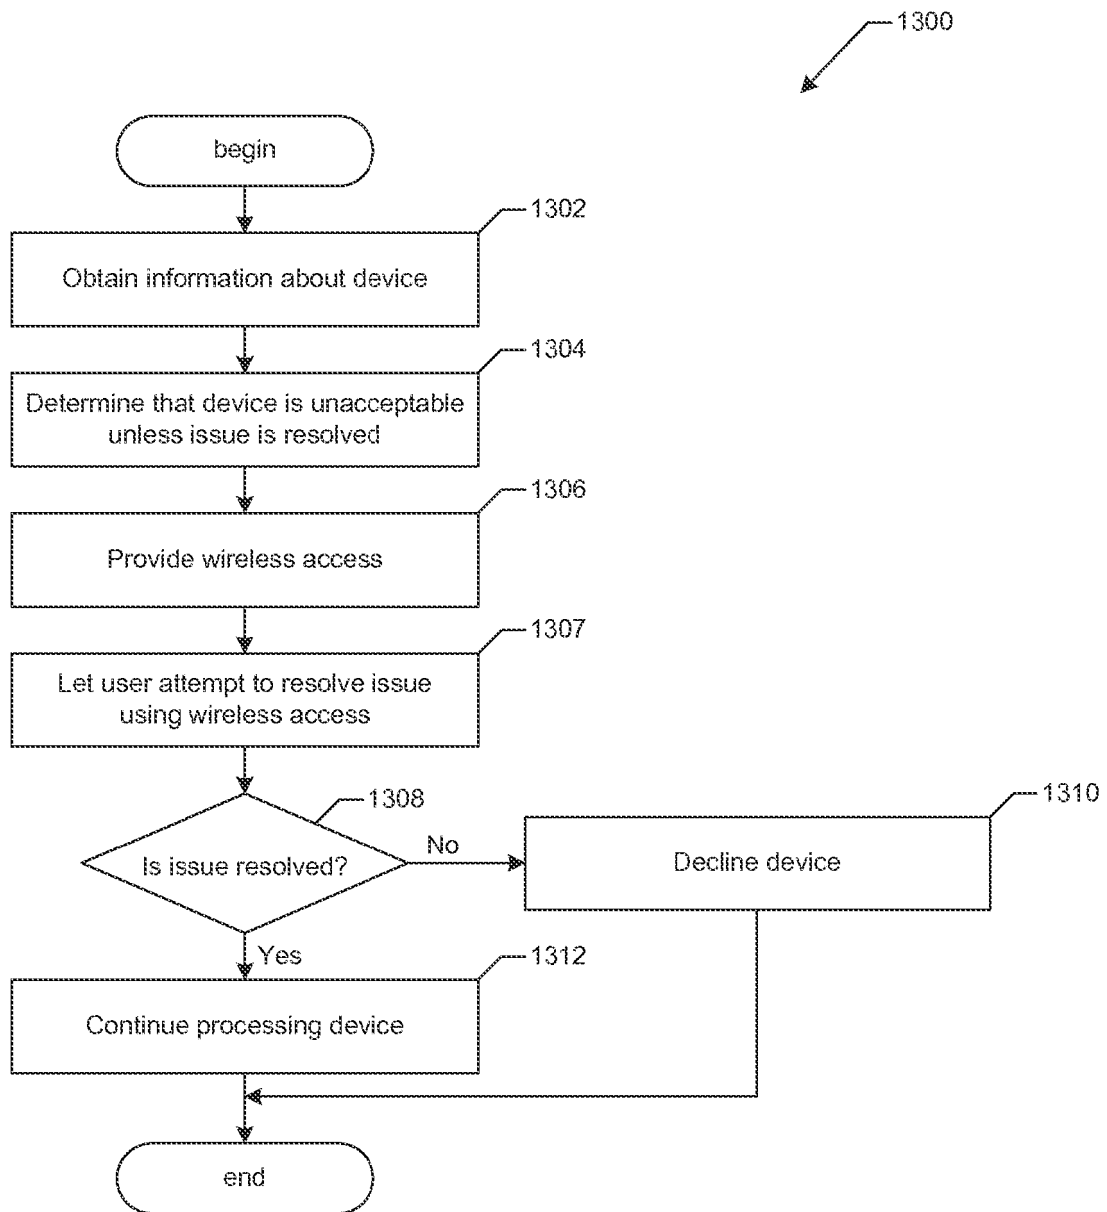 1300
begin
1302
Obtain information about device
1304
Determine that device is unacceptable
unless issue is resolved
1306
Provide wireless access
1307
Let user attempt to resolve issue
using wireless access
1308
Is issue resolved?
No
1310
Decline device
Yes
1312
Continue processing device
end